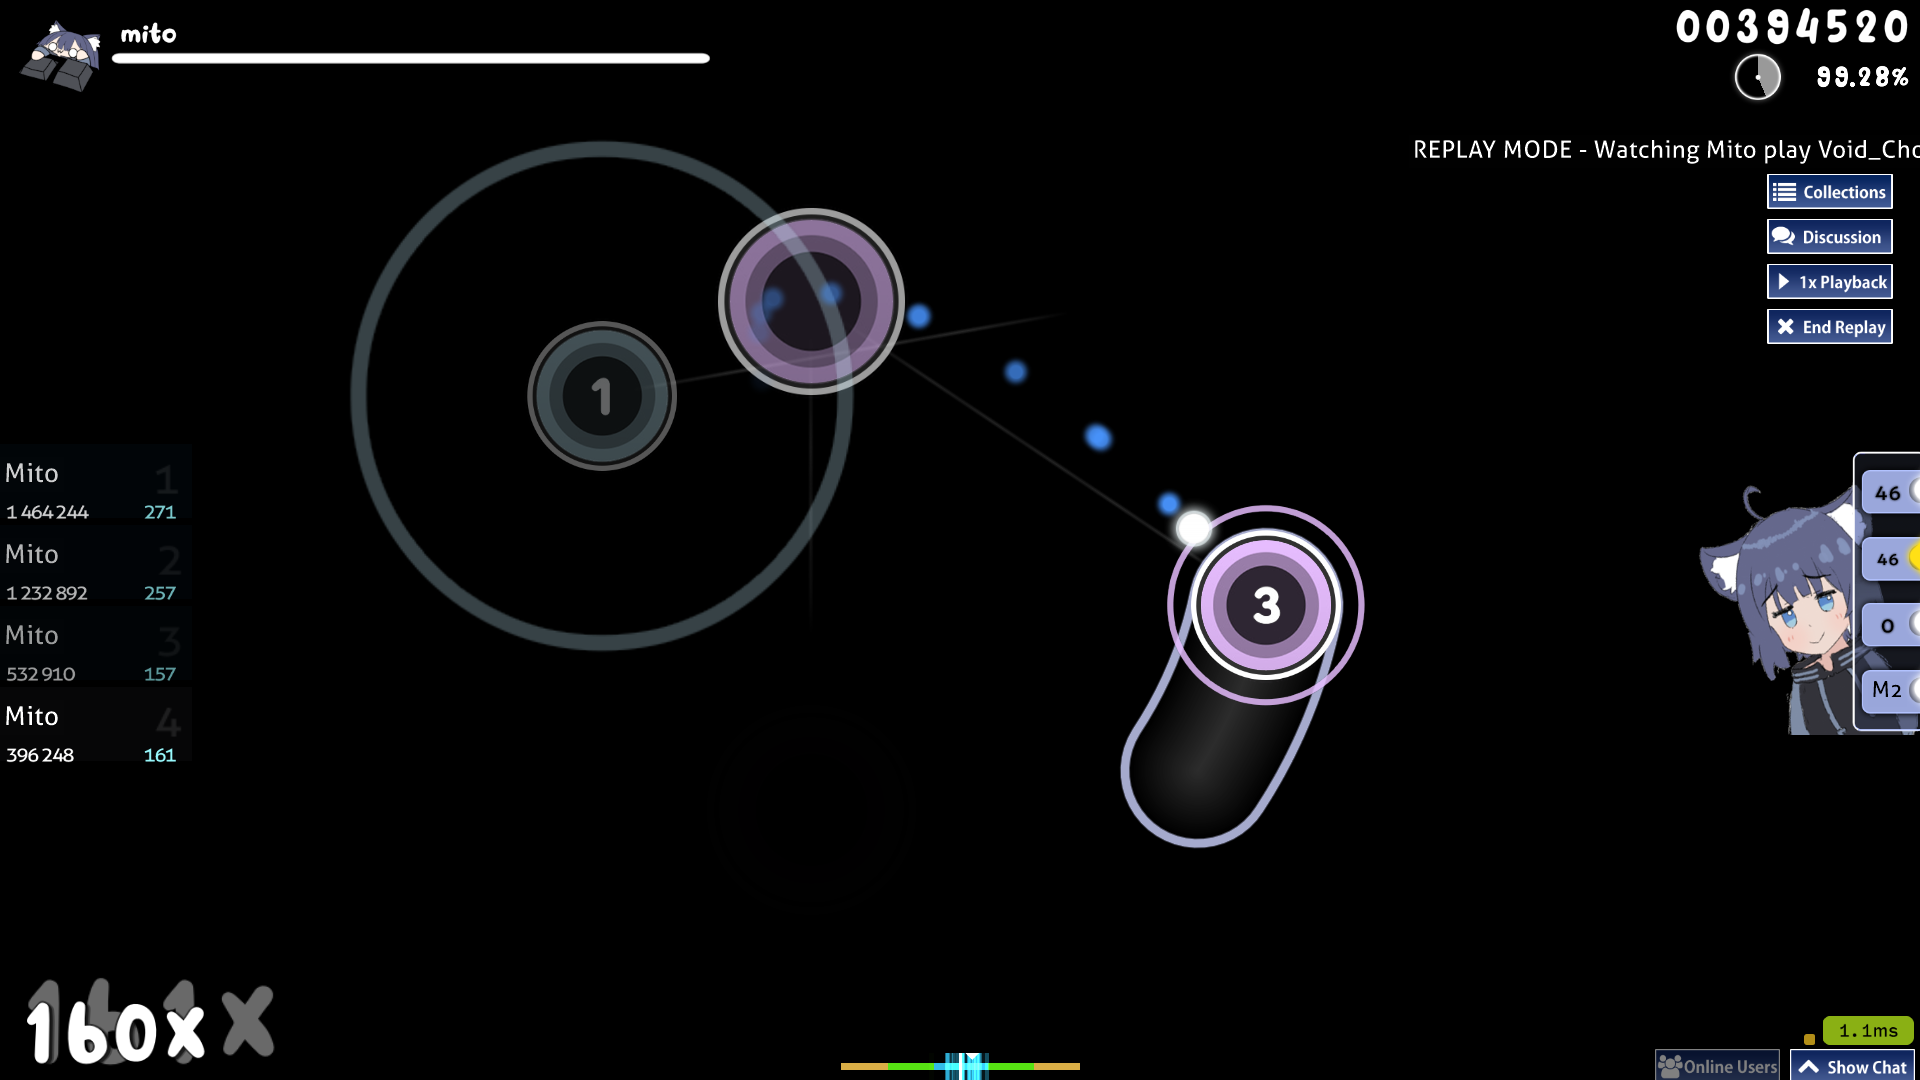 mito
00394520
99.28%
REPLAY MODE - Watching Mito play Void_Cho
Collections
Discussion
1x Playback
End Replay
1
3
Mito 1
1 464 244 271
Mito 2
1 232 892 257
Mito 3
532 910 157
Mito 4
396 248 161
46
46
0
M2
160x
1.1ms
Online Users
Show Chat